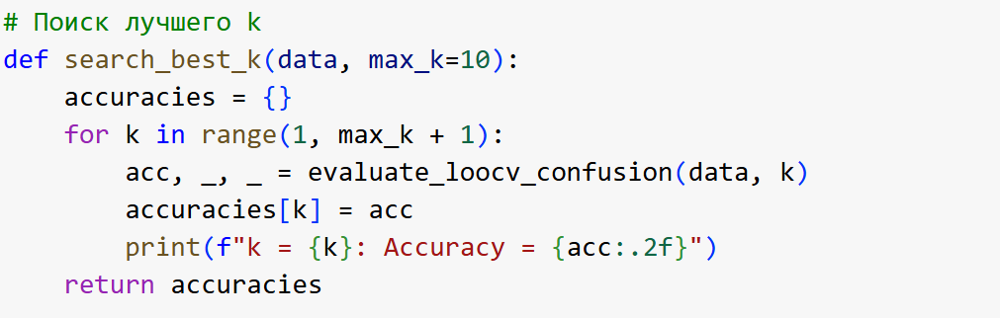 # Поиск лучшего k
def search_best_k(data, max_k=10):
    accuracies = {}
    for k in range(1, max_k + 1):
        acc, _, _ = evaluate_loocv_confusion(data, k)
        accuracies[k] = acc
        print(f"k = {k}: Accuracy = {acc:.2f}")
    return accuracies